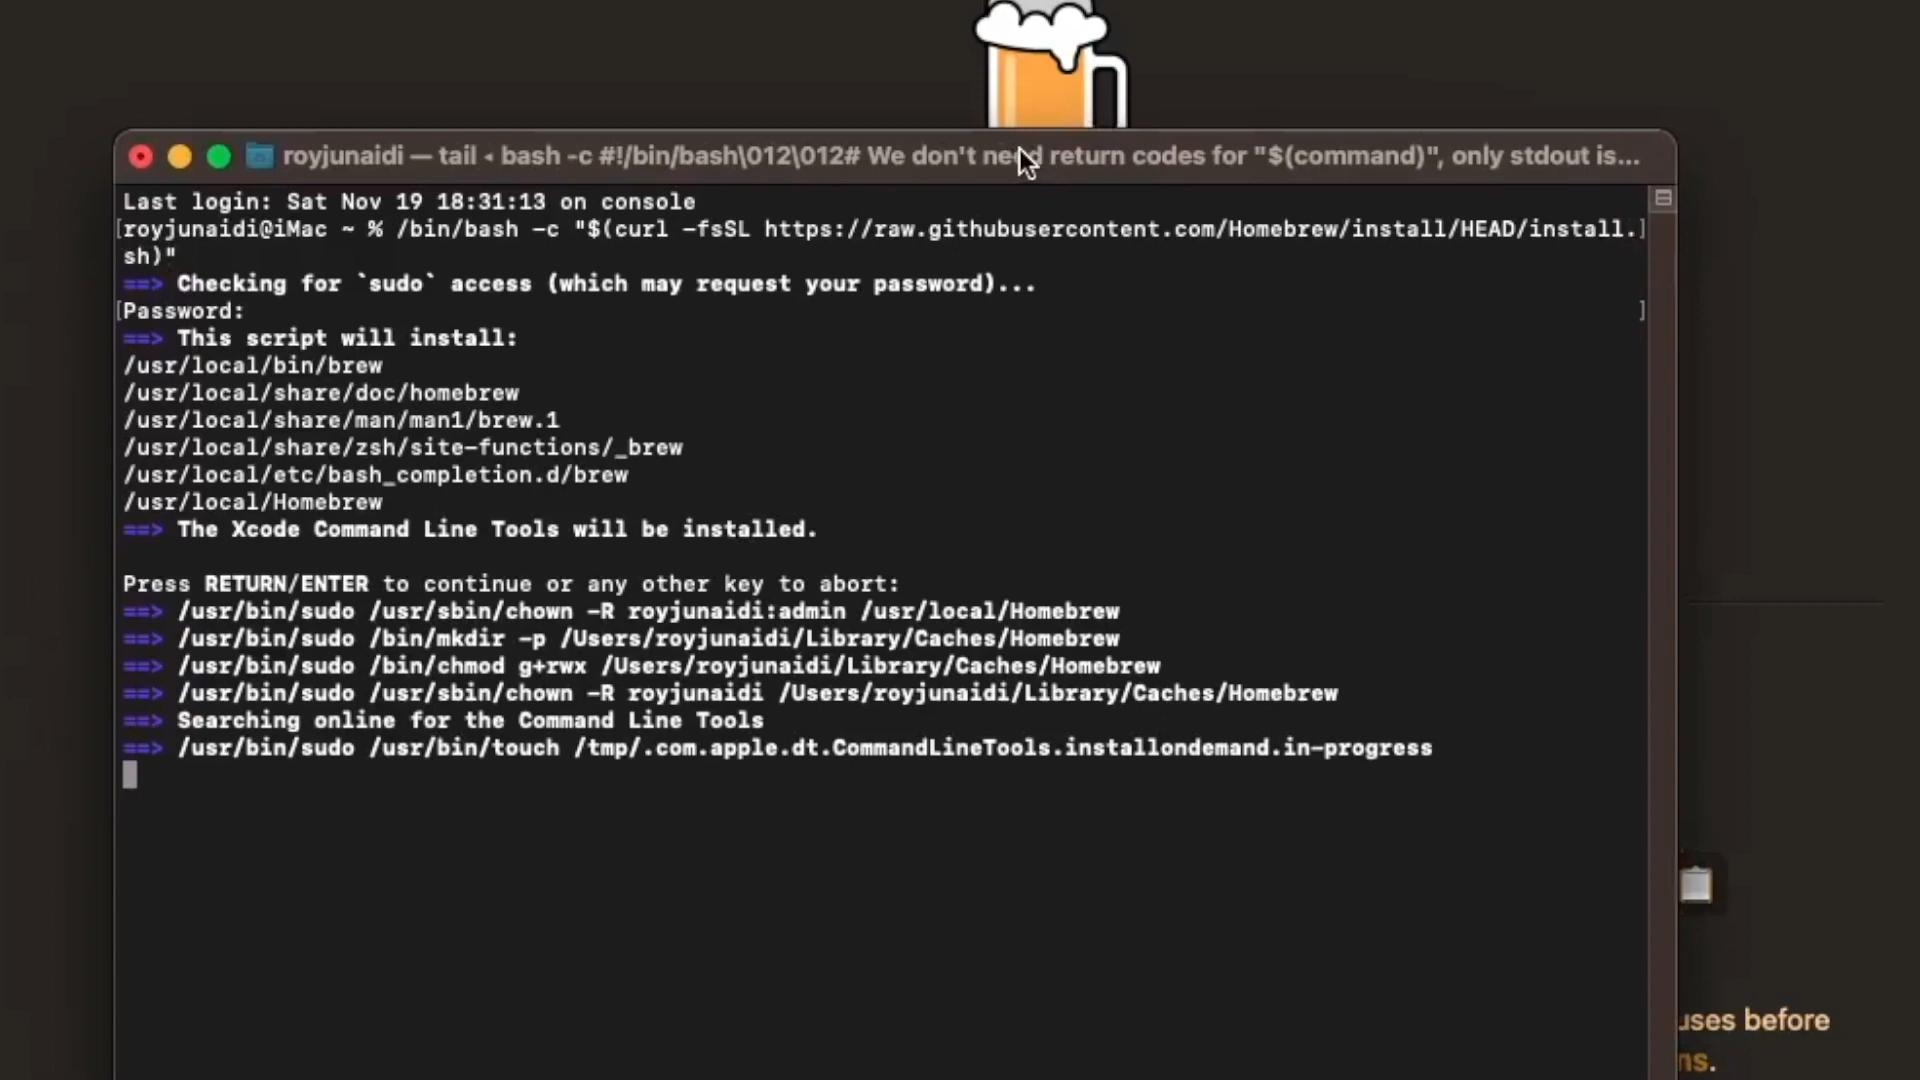 royjunaidi — tail ◂ bash -c #!/bin/bash\012\012# We don't need return codes for "$(command)", only stdout is...
Last login: Sat Nov 19 18:31:13 on console
[royjunaidi@iMac ~ % /bin/bash -c "$(curl -fsSL https://raw.githubusercontent.com/Homebrew/install/HEAD/install.]
sh)"
==> Checking for `sudo` access (which may request your password)...
[Password: ]
==> This script will install:
/usr/local/bin/brew
/usr/local/share/doc/homebrew
/usr/local/share/man/man1/brew.1
/usr/local/share/zsh/site-functions/_brew
/usr/local/etc/bash_completion.d/brew
/usr/local/Homebrew
==> The Xcode Command Line Tools will be installed.
Press RETURN/ENTER to continue or any other key to abort:
==> /usr/bin/sudo /usr/sbin/chown -R royjunaidi:admin /usr/local/Homebrew
==> /usr/bin/sudo /bin/mkdir -p /Users/royjunaidi/Library/Caches/Homebrew
==> /usr/bin/sudo /bin/chmod g+rwx /Users/royjunaidi/Library/Caches/Homebrew
==> /usr/bin/sudo /usr/sbin/chown -R royjunaidi /Users/royjunaidi/Library/Caches/Homebrew
==> Searching online for the Command Line Tools
==> /usr/bin/sudo /usr/bin/touch /tmp/.com.apple.dt.CommandLineTools.installondemand.in-progress
uses before
ns.